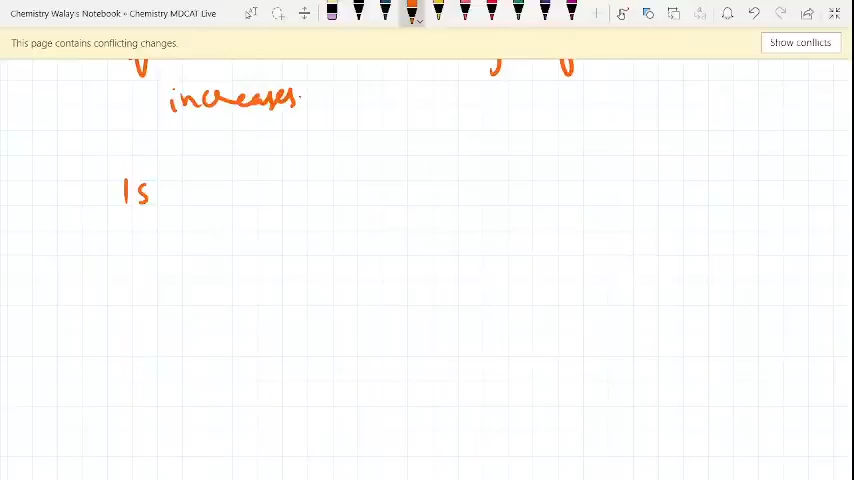 Chemistry Walay's Notebook » Chemistry MDCAT Live
This page contains conflicting changes.
Show conflicts
increases.
1s